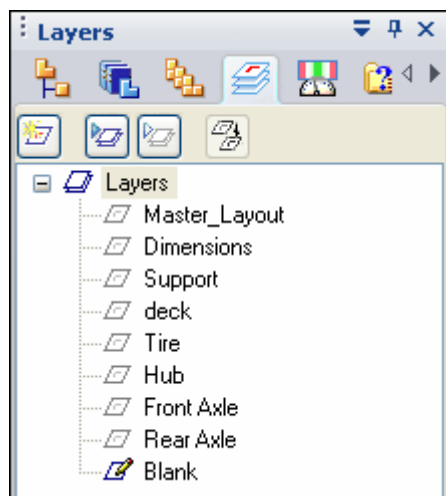 Layers
Layers
Master_Layout
Dimensions
Support
deck
Tire
Hub
Front Axle
Rear Axle
Blank